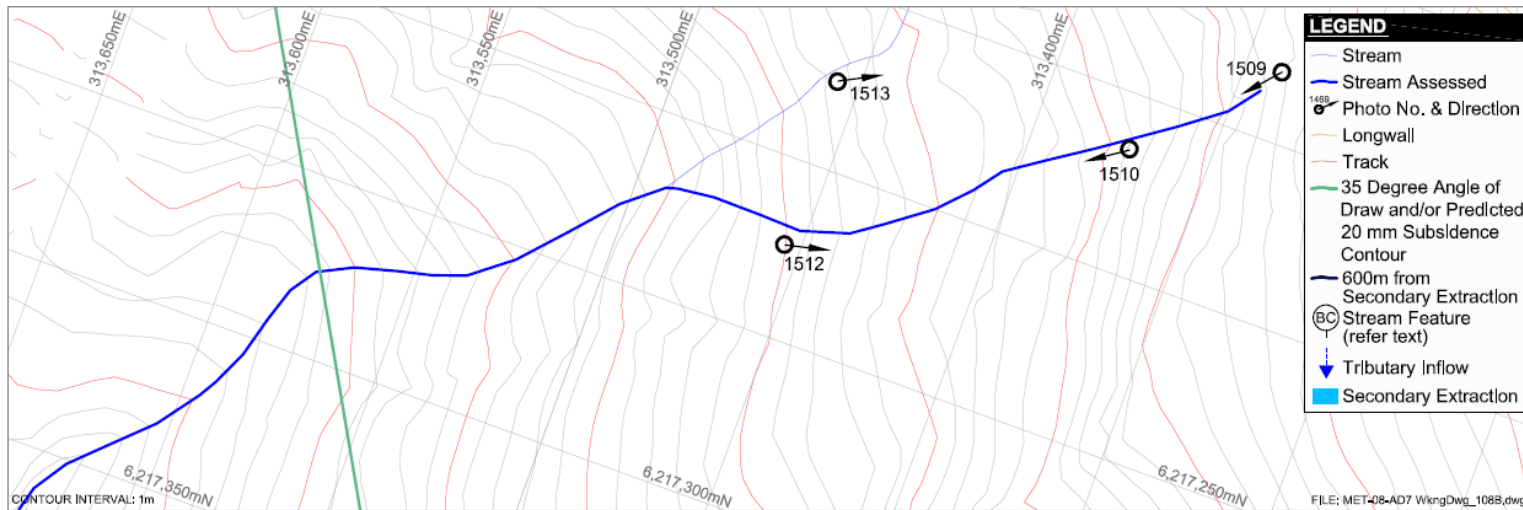 313,650mE
313,600mE
313,550mE
313,500mE
313,400mE
1513
1509
1510
1512
6,217,350mN
6,217,300mN
6,217,250mN
CONTOUR INTERVAL: 1m
LEGEND
Stream
Stream Assessed
1469
Photo No. & Direction
Longwall
Track
35 Degree Angle of
Draw and/or Predicted
20 mm Subsidence
Contour
600m from
Secondary Extraction
BC
Stream Feature
(refer text)
Tributary Inflow
Secondary Extraction
FILE: MET-08-AD7 WkngDwg_108B.dwg